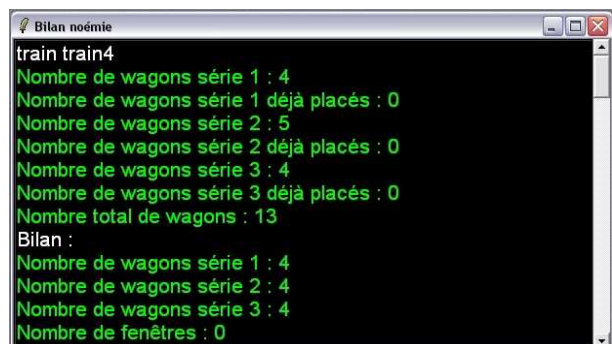 Bilan noémie
train train4
Nombre de wagons série 1 : 4
Nombre de wagons série 1 déjà placés : 0
Nombre de wagons série 2 : 5
Nombre de wagons série 2 déjà placés : 0
Nombre de wagons série 3 : 4
Nombre de wagons série 3 déjà placés : 0
Nombre total de wagons : 13
Bilan :
Nombre de wagons série 1 : 4
Nombre de wagons série 2 : 4
Nombre de wagons série 3 : 4
Nombre de fenêtres : 0